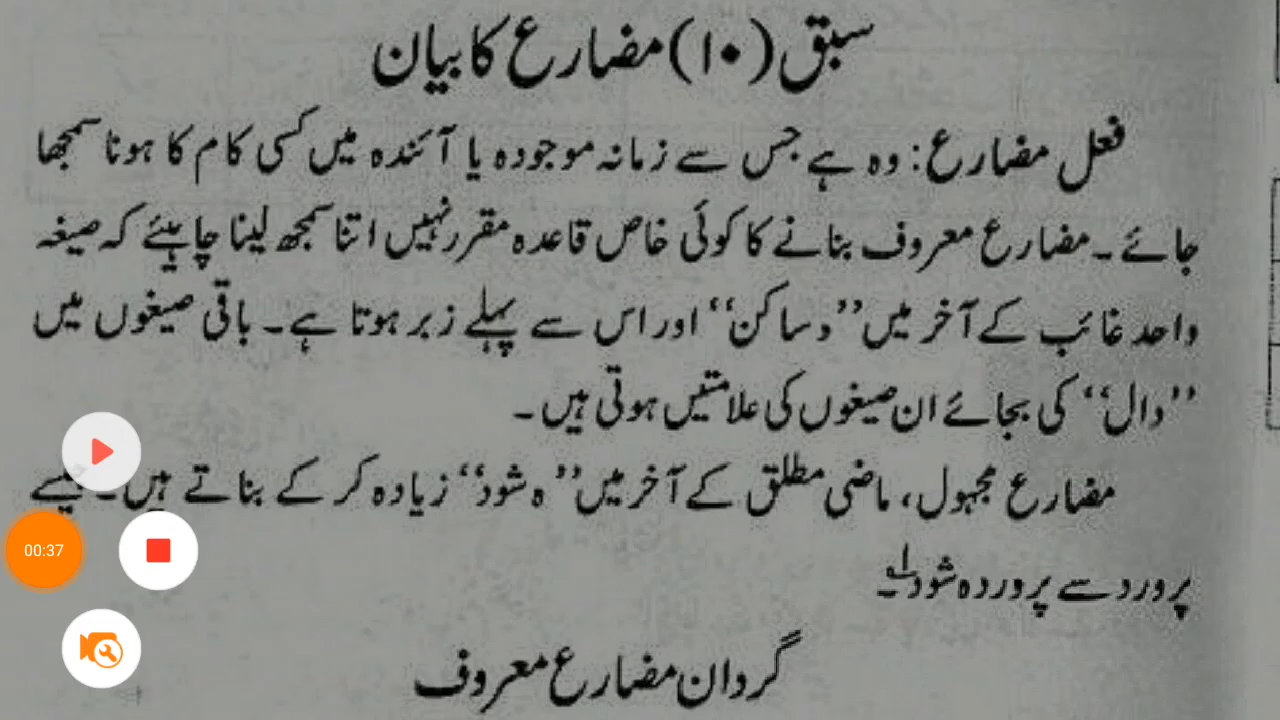 سبق (۱۰) مضارع کا بیان
فعل مضارع: وہ ہے جس سے زمانہ موجودہ یا آئندہ میں کسی کام کا ہونا سمجھا
جائے۔ مضارع معروف بنانے کا کوئی خاص قاعدہ مقرر نہیں اتنا سمجھ لینا چاہیئے کہ صیغہ
واحد غائب کے آخر میں ”د ساکن“ اور اس سے پہلے زبر ہوتا ہے۔ باقی صیغوں میں
”دال“ کی بجائے ان صیغوں کی علامتیں ہوتی ہیں۔
مضارع مجہول، ماضی مطلق کے آخر میں ”ہ شود“ زیادہ کر کے بناتے ہیں۔ جیسے
پرورد سے پروردہ شود۔
گردان مضارع معروف
00:37